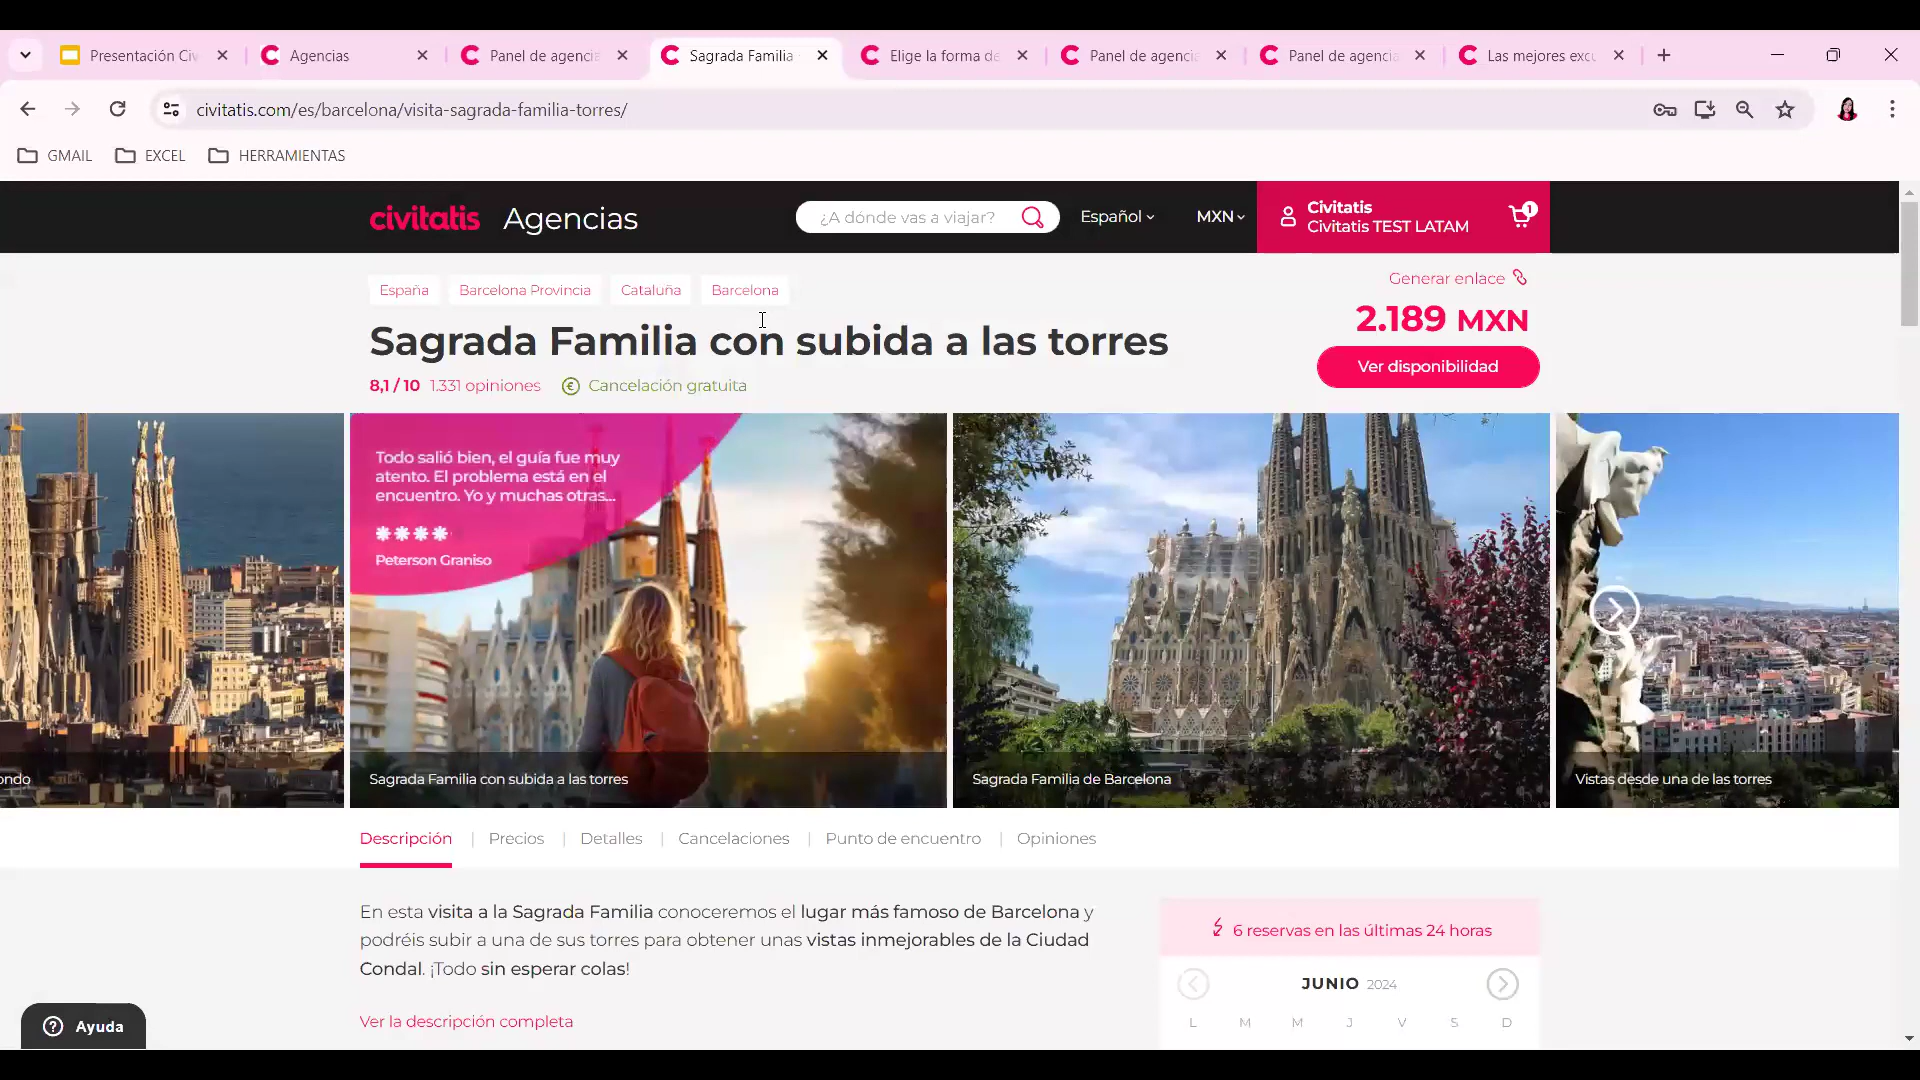 Presentación Civ
Agencias
Panel de agencia
Sagrada Familia
Elige la forma de
Panel de agencia
Panel de agencia
Las mejores excu
civitatis.com/es/barcelona/visita-sagrada-familia-torres/
GMAIL
EXCEL
HERRAMIENTAS
civitatis Agencias
¿A dónde vas a viajar?
Español
MXN
Civitatis
Civitatis TEST LATAM
1
España
Barcelona Provincia
Cataluña
Barcelona
Generar enlace
Sagrada Familia con subida a las torres
2.189 MXN
Ver disponibilidad
8,1 / 10 1.331 opiniones
Cancelación gratuita
Todo salió bien, el guía fue muy
atento. El problema está en el
encuentro. Yo y muchas otras...
Peterson Graniso
ondo
Sagrada Familia con subida a las torres
Sagrada Familia de Barcelona
Vistas desde una de las torres
Descripción | Precios | Detalles | Cancelaciones | Punto de encuentro | Opiniones
En esta visita a la Sagrada Familia conoceremos el lugar más famoso de Barcelona y
podréis subir a una de sus torres para obtener unas vistas inmejorables de la Ciudad
Condal. ¡Todo sin esperar colas!
Ver la descripción completa
6 reservas en las últimas 24 horas
JUNIO 2024
L M M J V S D
Ayuda